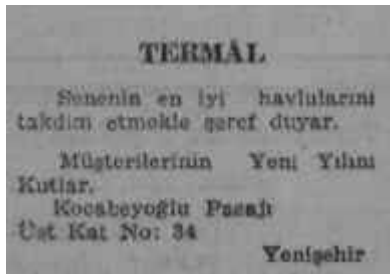 TERMÂL
Senenin en iyi havlularını
takdim etmekle şeref duyar.
Müşterilerinin Yeni Yılını
Kutlar.
Kocabeyoğlu Pasajı
Üst Kat No: 34
Yenişehir